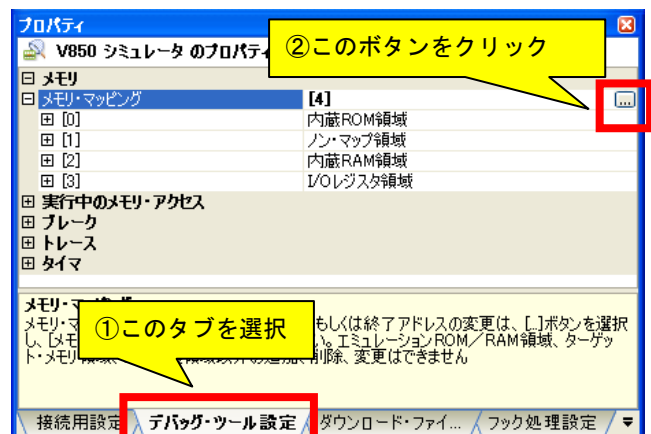 プロパティ
V850 シミュレータ のプロパティ
②このボタンをクリック
メモリ
メモリ・マッピング [4] ...
[0] 内蔵ROM領域
[1] ノン・マップ領域
[2] 内蔵RAM領域
[3] I/Oレジスタ領域
実行中のメモリ・アクセス
ブレーク
トレース
タイマ
メモリ・マ
メモリ・マ もしくは終了アドレスの変更は、[...]ボタンを選択
し、[メモ 。エミュレーションROM/RAM領域、ターゲッ
ト・メモリ 削除、変更はできません
①このタブを選択
接続用設定 デバッグ・ツール設定 ダウンロード・ファイ... フック処理設定